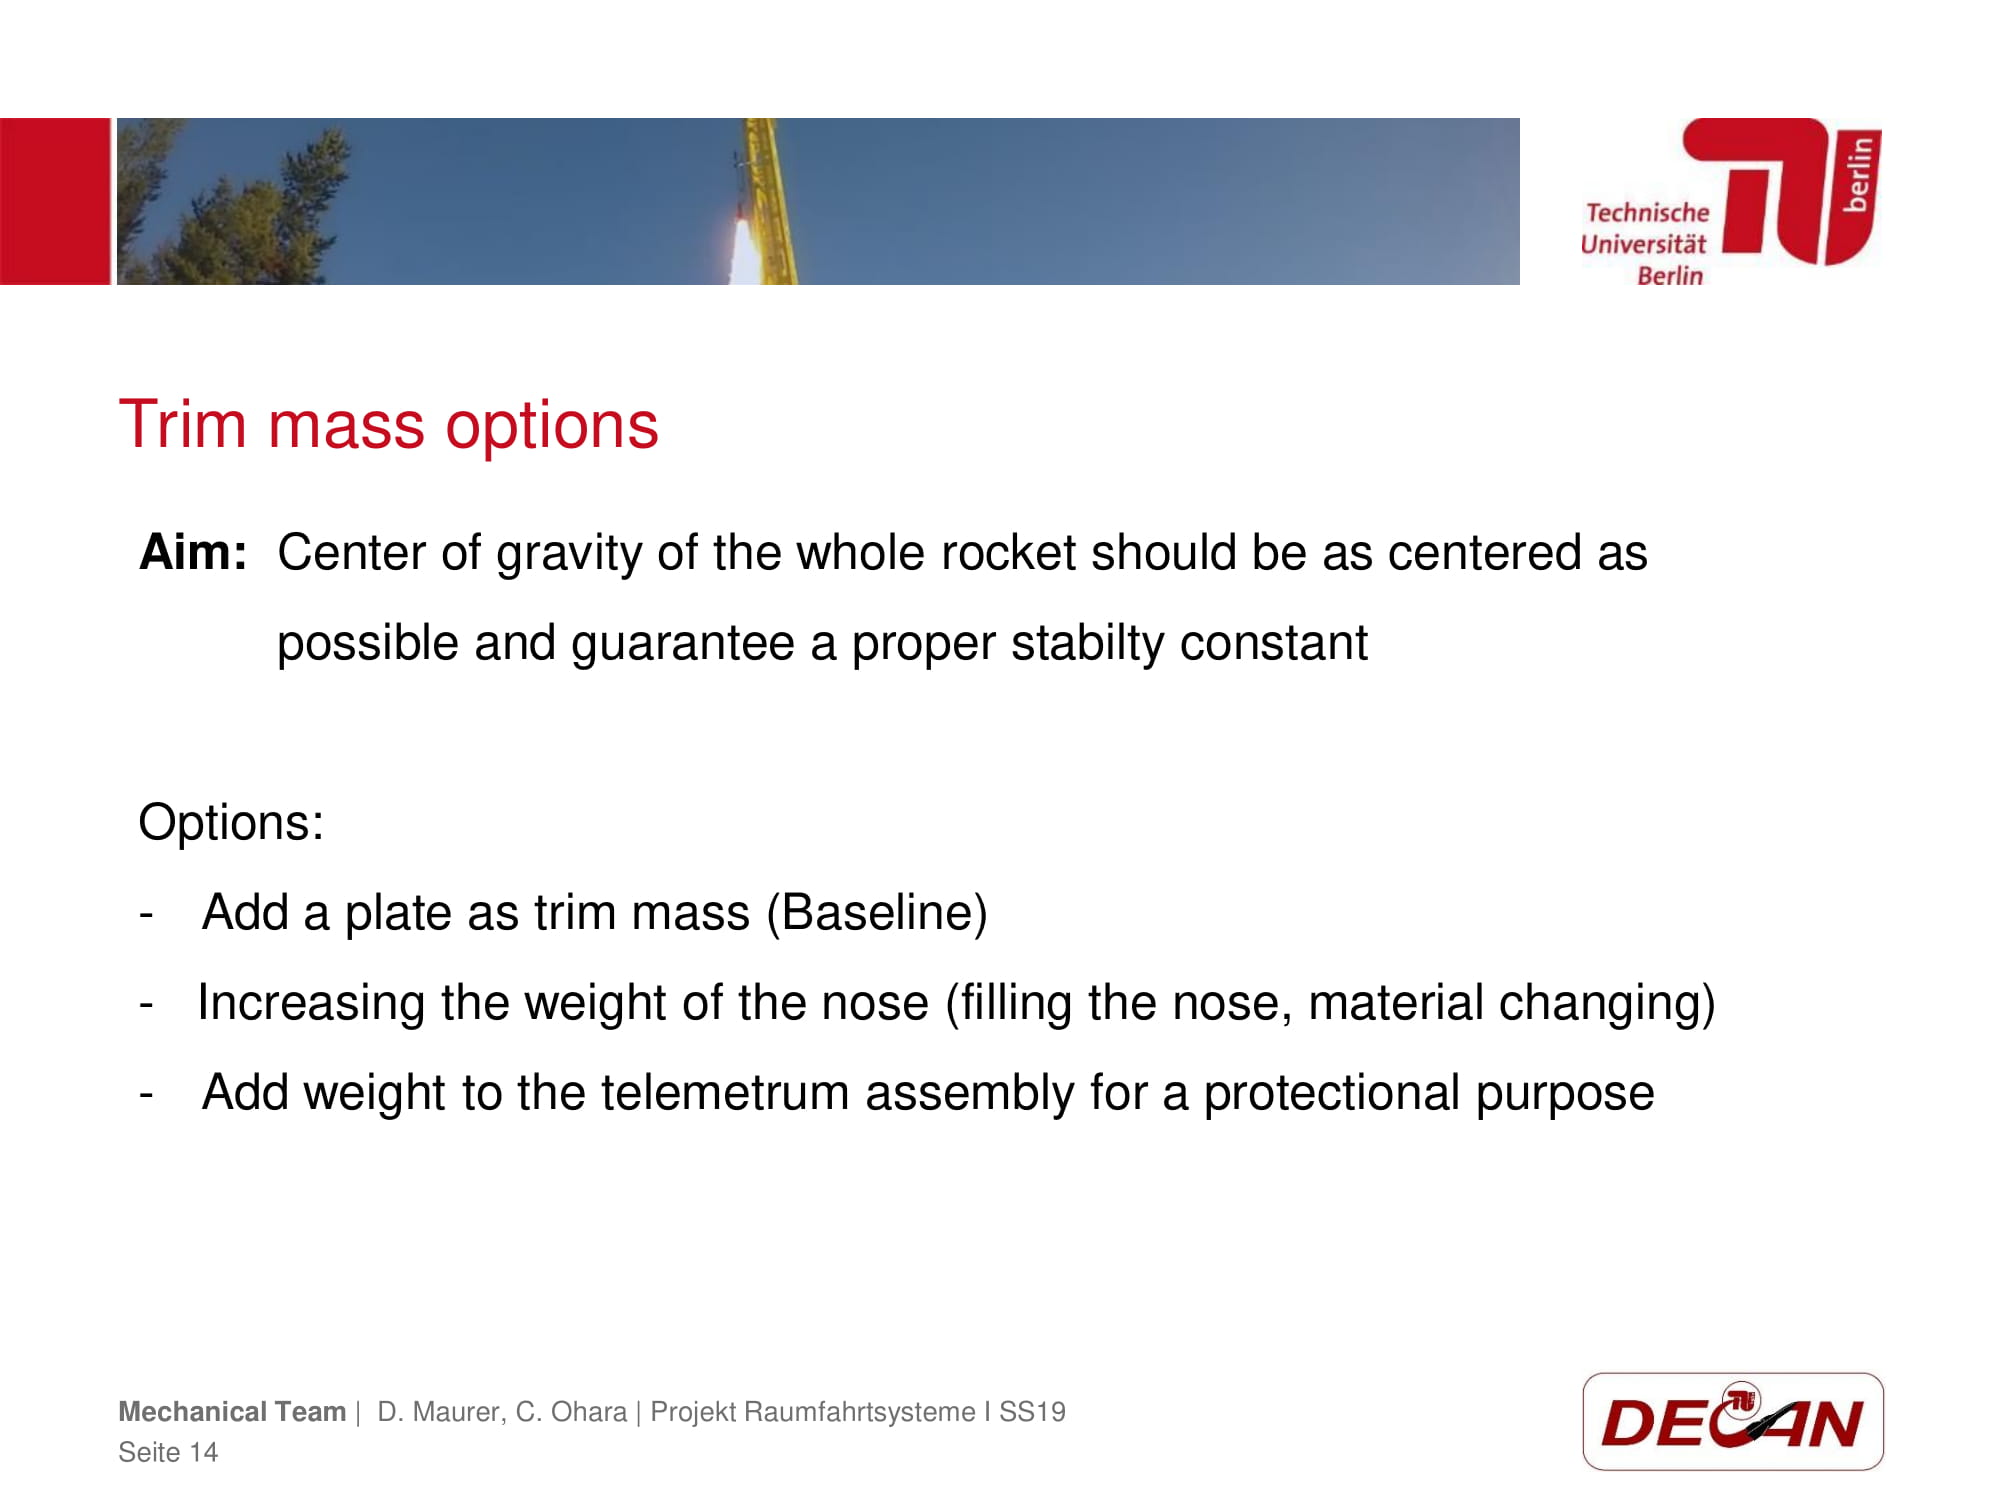 Technische
Universität
Berlin
berlin
Trim mass options
Aim: Center of gravity of the whole rocket should be as centered as
possible and guarantee a proper stabilty constant
Options:
- Add a plate as trim mass (Baseline)
- Increasing the weight of the nose (filling the nose, material changing)
- Add weight to the telemetrum assembly for a protectional purpose
Mechanical Team | D. Maurer, C. Ohara | Projekt Raumfahrtsysteme I SS19
Seite 14
DECAN